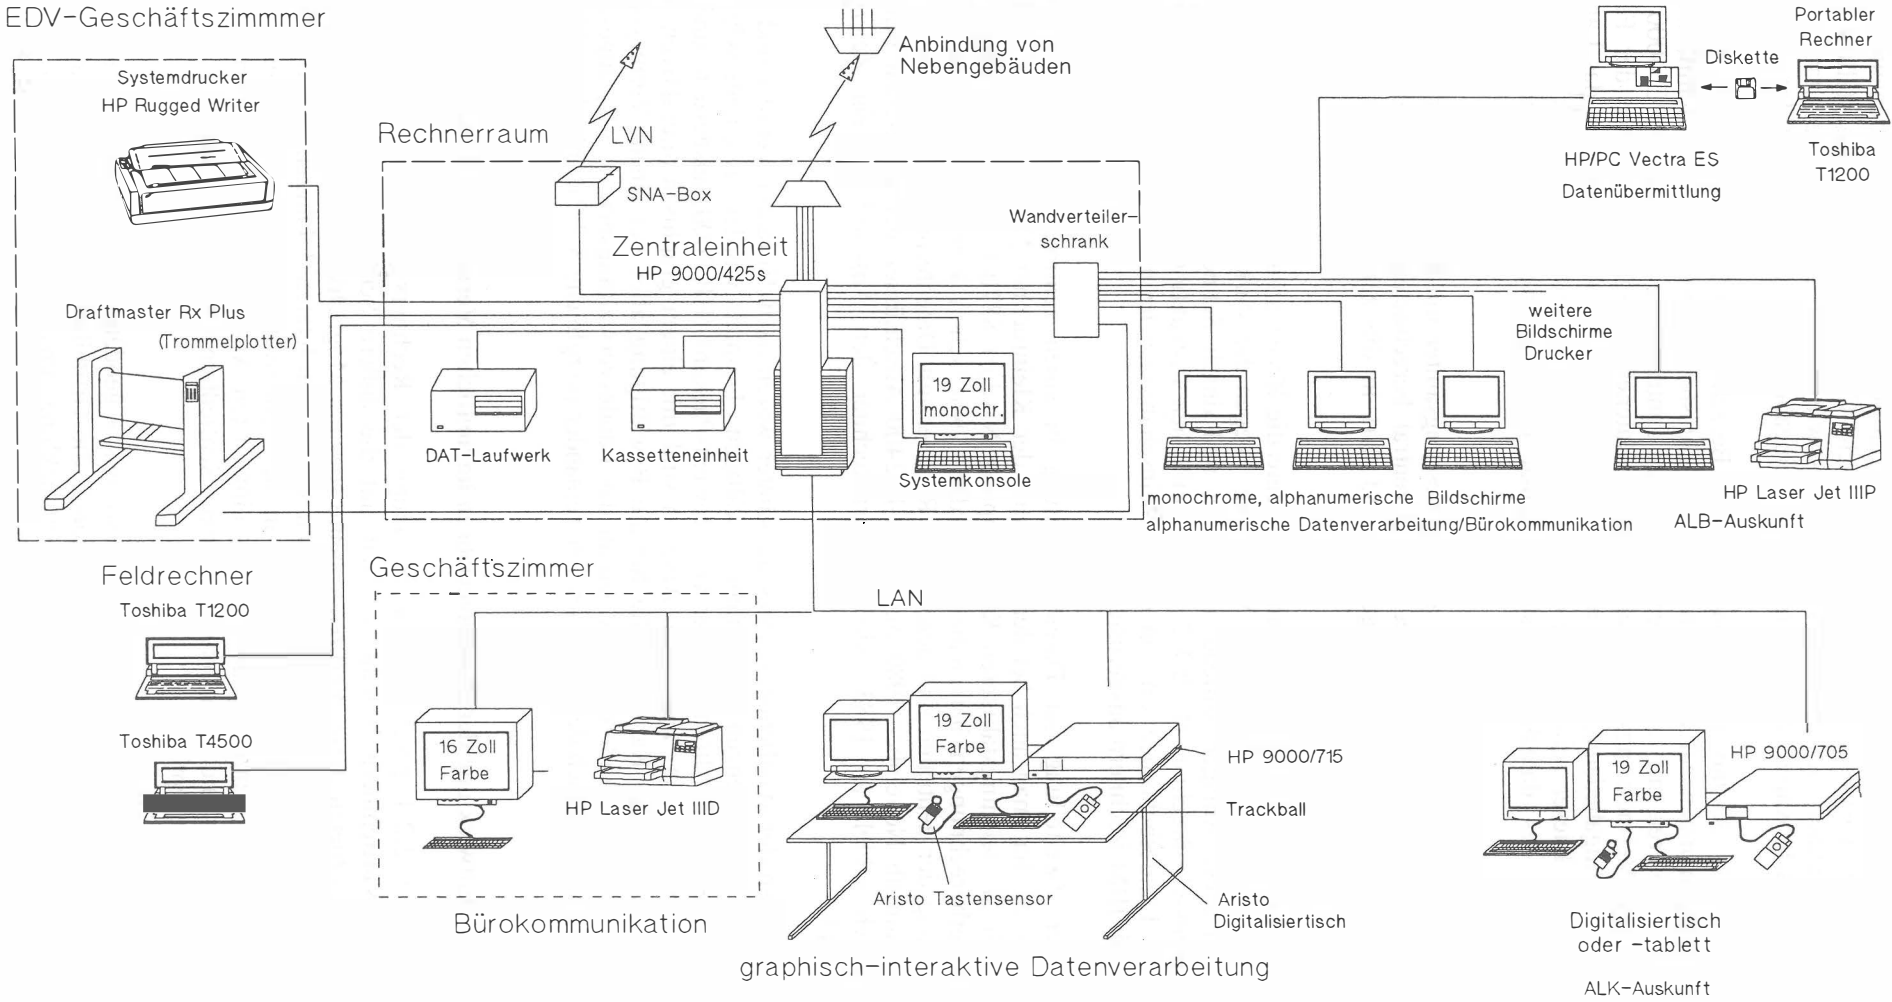 EDV-Geschäftszimmmer
Systemdrucker
HP Rugged Writer
Draftmaster Rx Plus
(Trommelplotter)
Feldrechner
Toshiba T1200
Toshiba T4500
Rechnerraum
LVN
SNA-Box
Anbindung von
Nebengebäuden
Zentraleinheit
HP 9000/425s
Wandverteiler-
schrank
DAT-Laufwerk
Kassetteneinheit
19 Zoll
monochr.
Systemkonsole
Portabler
Rechner
Diskette
HP/PC Vectra ES
Datenübermittlung
Toshiba
T1200
weitere
Bildschirme
Drucker
monochrome, alphanumerische Bildschirme
alphanumerische Datenverarbeitung/Bürokommunikation
HP Laser Jet IIIP
ALB-Auskunft
Geschäftszimmer
LAN
16 Zoll
Farbe
HP Laser Jet IIID
Bürokommunikation
19 Zoll
Farbe
HP 9000/715
Trackball
Aristo Tastensensor
Aristo
Digitalisiertisch
graphisch-interaktive Datenverarbeitung
19 Zoll
Farbe
HP 9000/705
Digitalisiertisch
oder -tablett
ALK-Auskunft